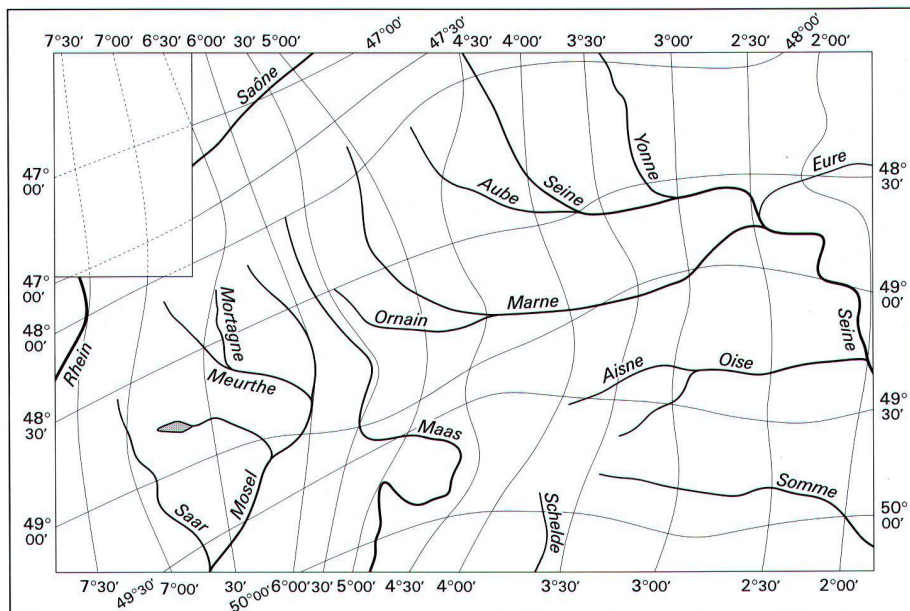 47°00' 47°30' 48°00'
7°30' 7°00' 6°30' 6°00' 30' 5°00' 4°30' 4°00' 3°30' 3°00' 2°30' 2°00'
Saône
Yonne
Eure
47°
00'
48°
30'
Aube
Seine
47°
00'
49°
00'
Mortagne
Marne
Ornain
48°
00'
Seine
Rhein
Meurthe
Aisne
Oise
48°
30'
49°
30'
Maas
Mosel
Saar
Schelde
Somme
49°
00'
50°
00'
7°30' 7°00' 30' 6°00' 5°00' 4°30' 4°00' 3°30' 3°00' 2°30' 2°00'
49°30' 50°00'